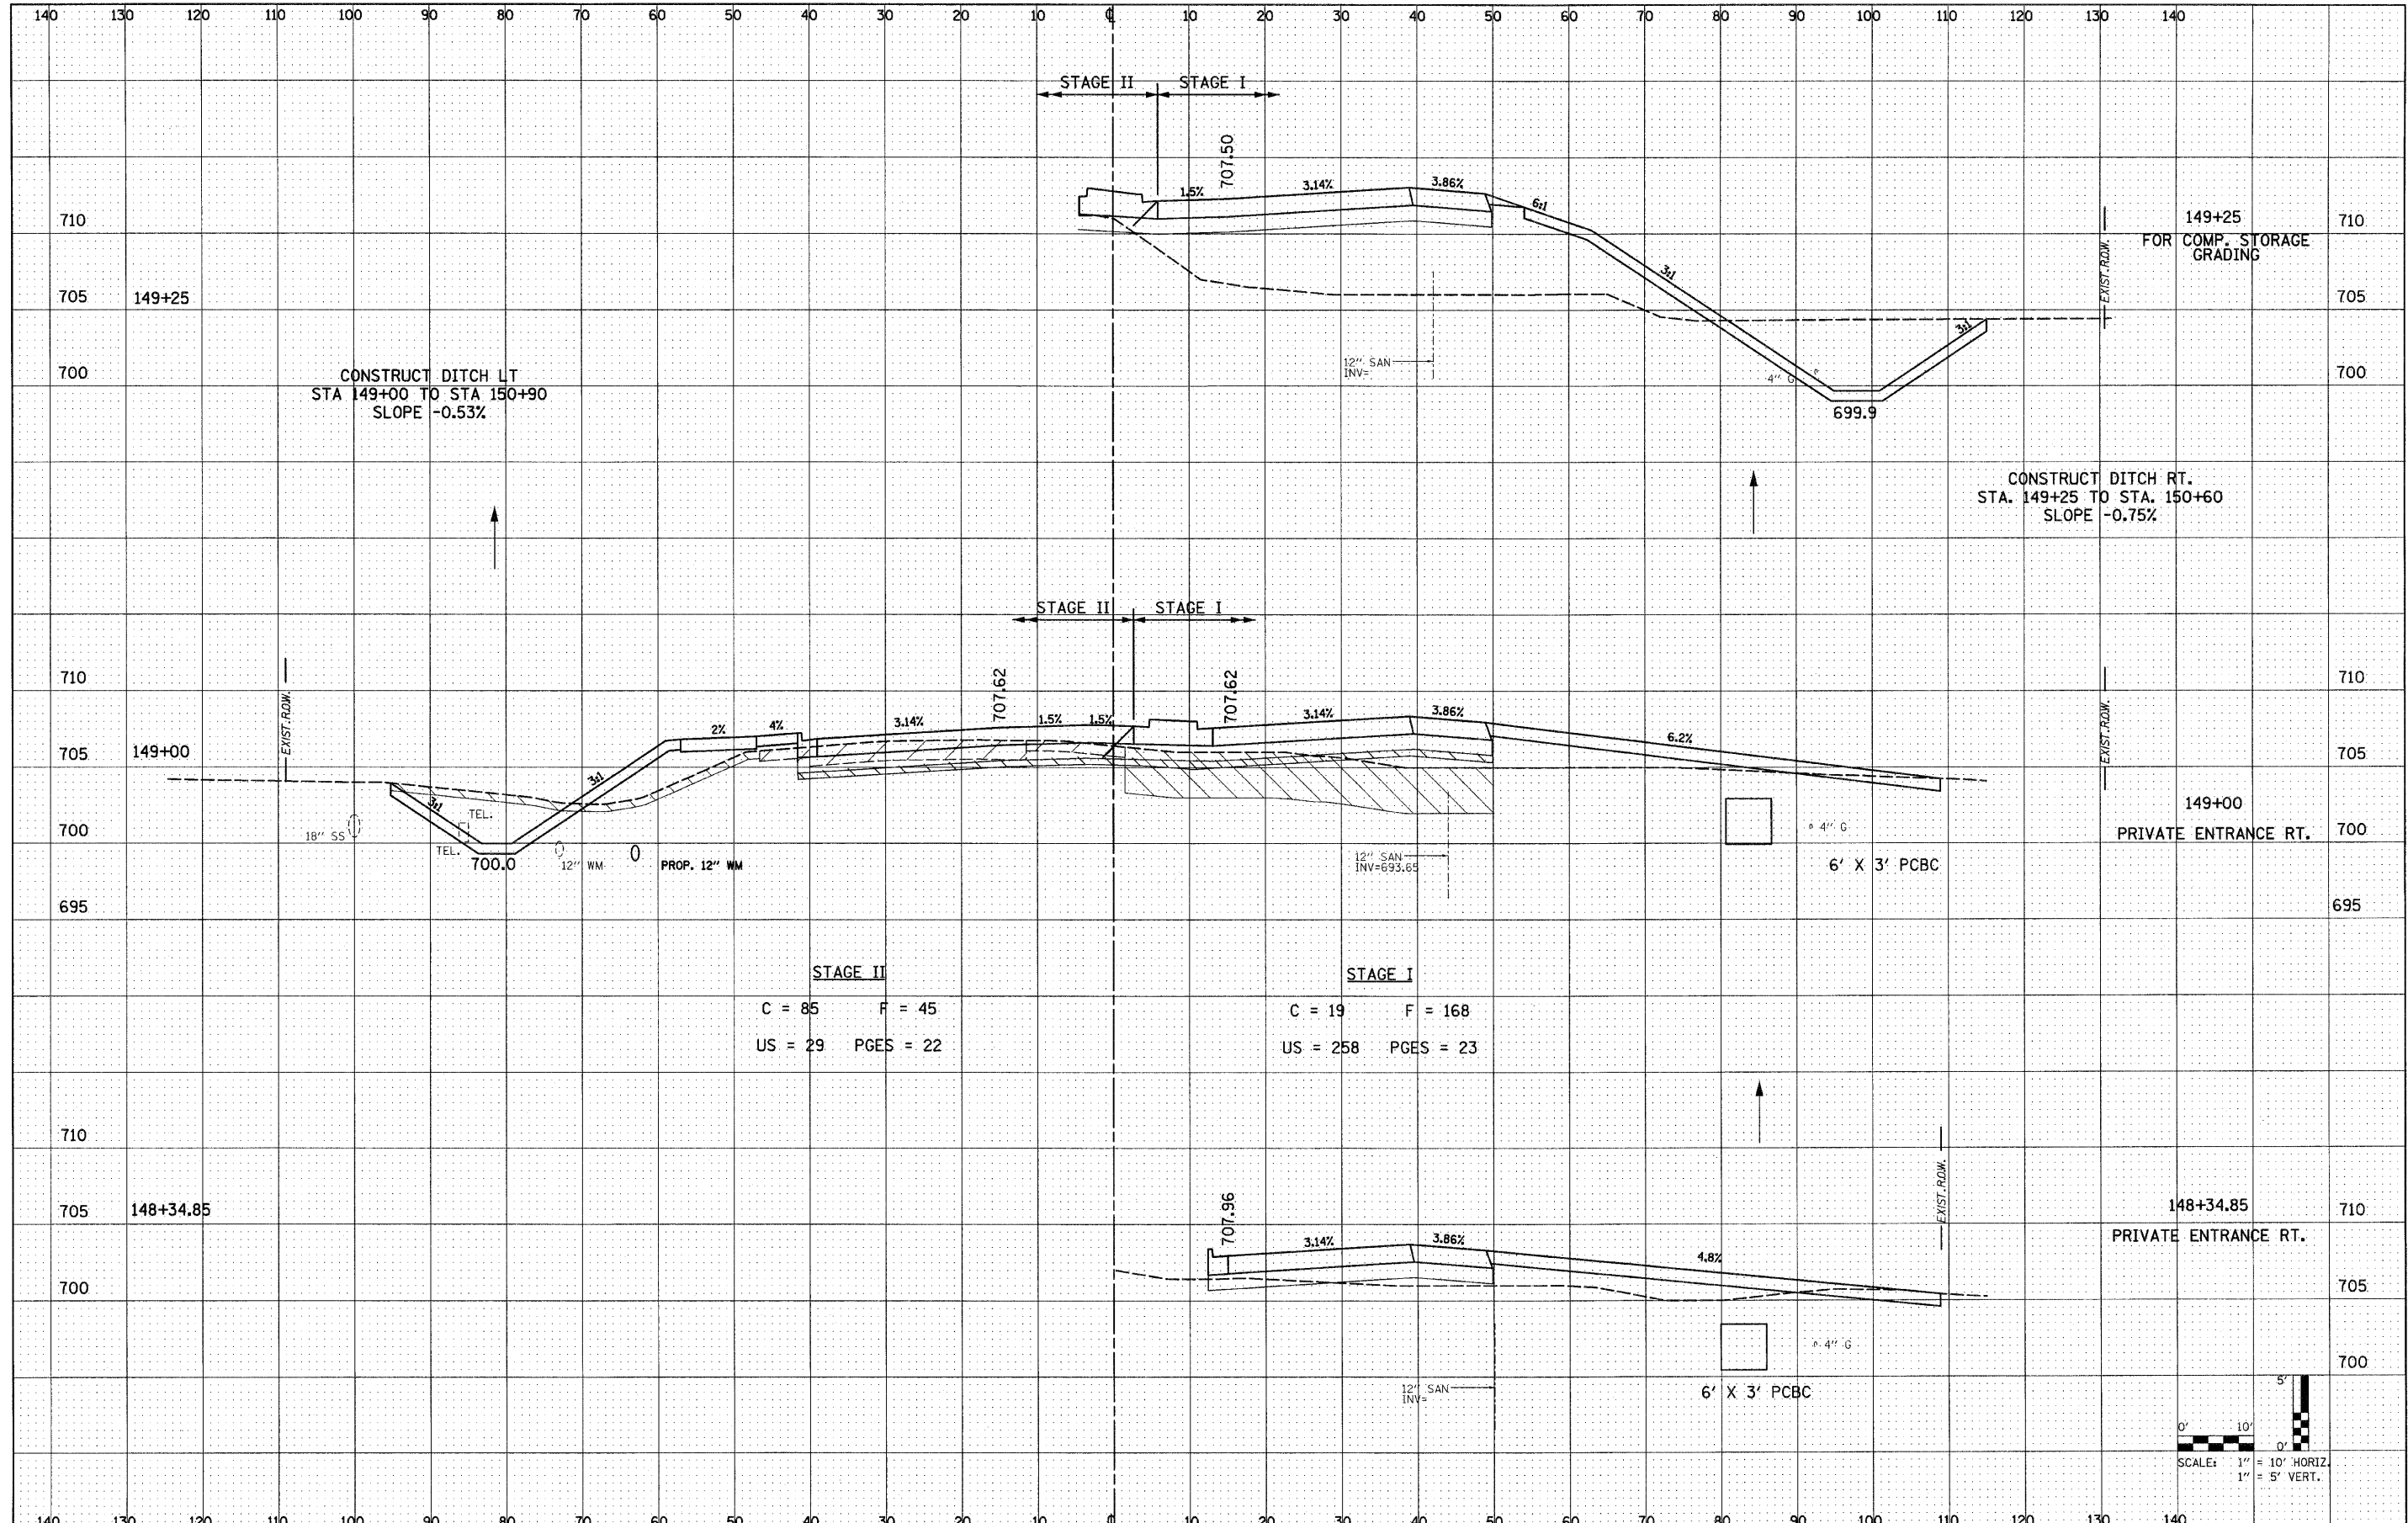 140 130 120 110 100 90 80 70 60 50 40 30 20 10 ℄ 10 20 30 40 50 60 70 80 90 100 110 120 130 140
STAGE II STAGE I
707.50
1.5% 3.14% 3.86% 6:1 3:1 3:1
710 149+25 710
FOR COMP. STORAGE
GRADING
EXIST. R.O.W.
705 149+25 705
12" SAN
INV=
4" G
700 700
699.9
CONSTRUCT DITCH LT
STA 149+00 TO STA 150+90
SLOPE -0.53%
CONSTRUCT DITCH RT.
STA. 149+25 TO STA. 150+60
SLOPE -0.75%
STAGE II STAGE I
710 710
707.62 707.62
EXIST. R.O.W. EXIST. R.O.W.
3:1 3:1 2% 4% 3.14% 1.5% 1.5% 3.14% 3.86% 6.2%
705 149+00 705
149+00
PRIVATE ENTRANCE RT.
700 700
18" SS
TEL.
TEL.
700.0
12" WM
PROP. 12" WM
12" SAN
INV=693.65
4" G
6' X 3' PCBC
695 695
STAGE II
C = 85 F = 45
US = 29 PGES = 22
STAGE I
C = 19 F = 168
US = 258 PGES = 23
710
705 148+34.85
707.96
3.14% 3.86% 4.8%
EXIST. R.O.W.
148+34.85 710
PRIVATE ENTRANCE RT.
700 705
4" G
12" SAN
INV=
6' X 3' PCBC
700
5'
0' 10'
0'
SCALE: 1" = 10' HORIZ.
1" = 5' VERT.
140 130 120 110 100 90 80 70 60 50 40 30 20 10 ℄ 10 20 30 40 50 60 70 80 90 100 110 120 130 140